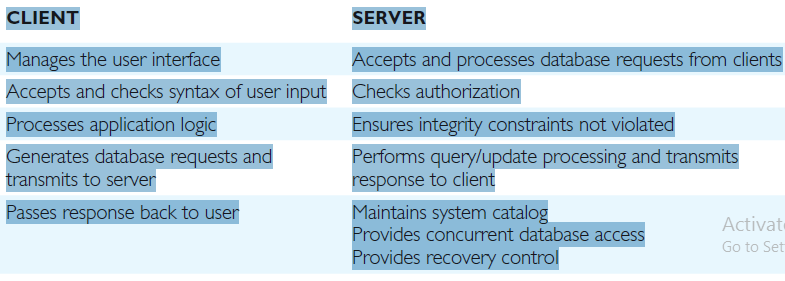 CLIENT SERVER
Manages the user interface Accepts and processes database requests from clients
Accepts and checks syntax of user input Checks authorization
Processes application logic Ensures integrity constraints not violated
Generates database requests and Performs query/update processing and transmits
transmits to server response to client
Passes response back to user Maintains system catalog
Provides concurrent database access
Provides recovery control
Activate
Go to Set